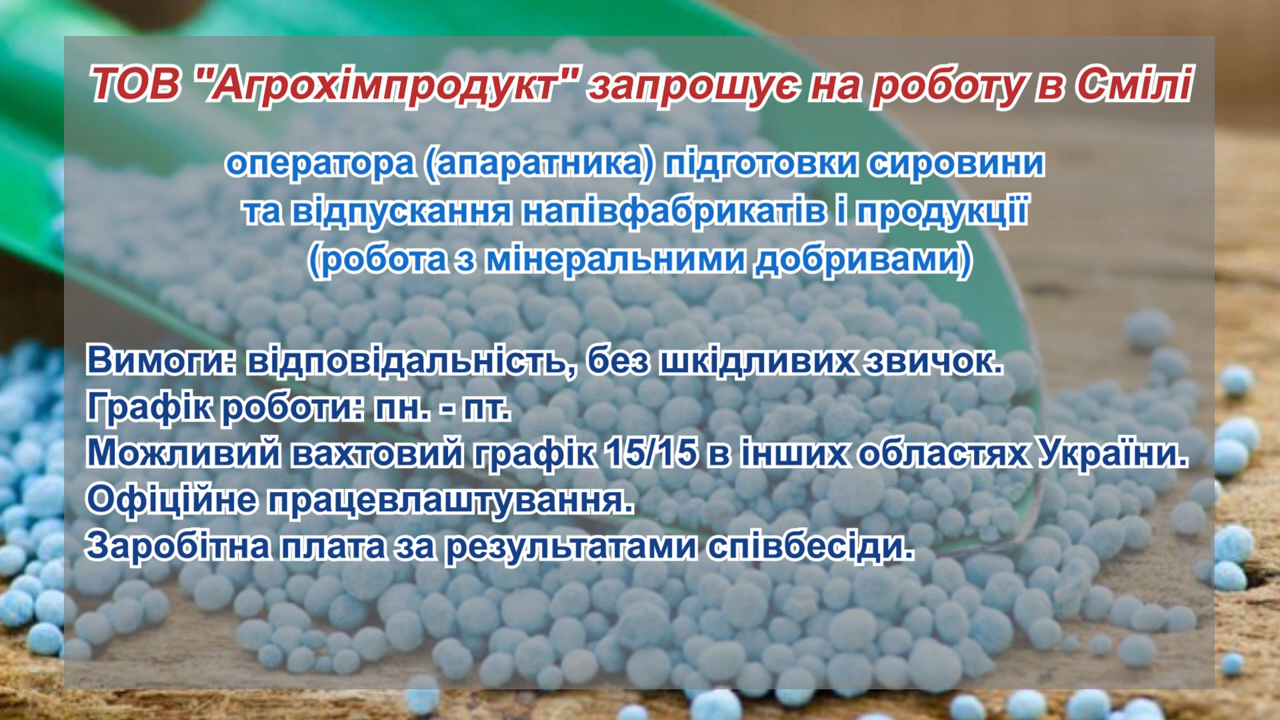 ТОВ "Агрохімпродукт" запрошує на роботу в Смілі
оператора (апаратника) підготовки сировини
та відпускання напівфабрикатів і продукції
(робота з мінеральними добривами)
Вимоги: відповідальність, без шкідливих звичок.
Графік роботи: пн. - пт.
Можливий вахтовий графік 15/15 в інших областях України.
Офіційне працевлаштування.
Заробітна плата за результатами співбесіди.